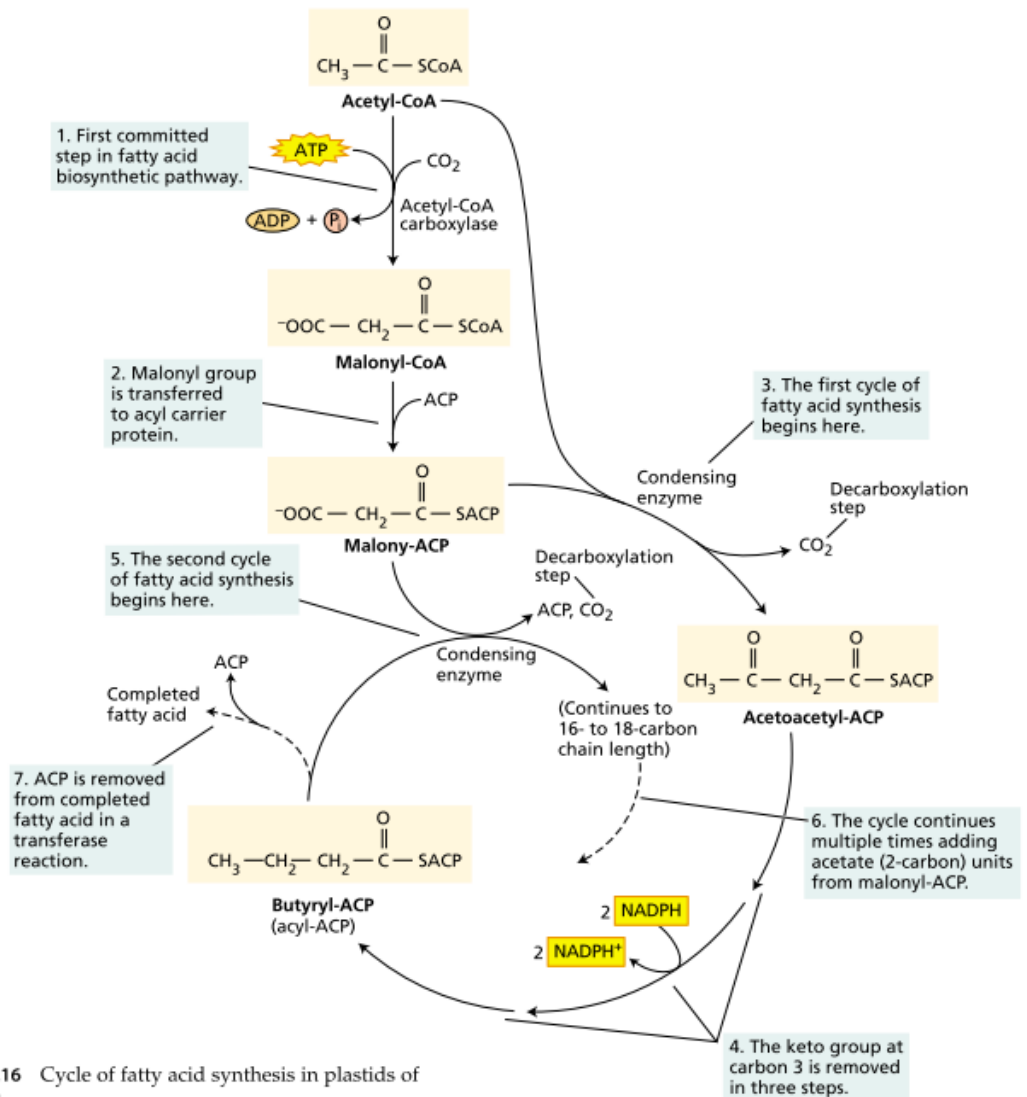 O
CH3 — C — SCoA
Acetyl-CoA
1. First committed
step in fatty acid
biosynthetic pathway.
ATP
CO2
ADP + Pi
Acetyl-CoA
carboxylase
O
–OOC — CH2 — C — SCoA
Malonyl-CoA
2. Malonyl group
is transferred
to acyl carrier
protein.
ACP
3. The first cycle of
fatty acid synthesis
begins here.
O
–OOC — CH2 — C — SACP
Malony-ACP
Condensing
enzyme
Decarboxylation
step
CO2
5. The second cycle
of fatty acid synthesis
begins here.
Decarboxylation
step
ACP, CO2
Condensing
enzyme
O O
CH3 — C — CH2 — C — SACP
Acetoacetyl-ACP
ACP
Completed
fatty acid
(Continues to
16- to 18-carbon
chain length)
7. ACP is removed
from completed
fatty acid in a
transferase
reaction.
O
CH3 —CH2— CH2 — C — SACP
Butyryl-ACP
(acyl-ACP)
6. The cycle continues
multiple times adding
acetate (2-carbon) units
from malonyl-ACP.
2 NADPH
2 NADPH+
4. The keto group at
carbon 3 is removed
in three steps.
16 Cycle of fatty acid synthesis in plastids of